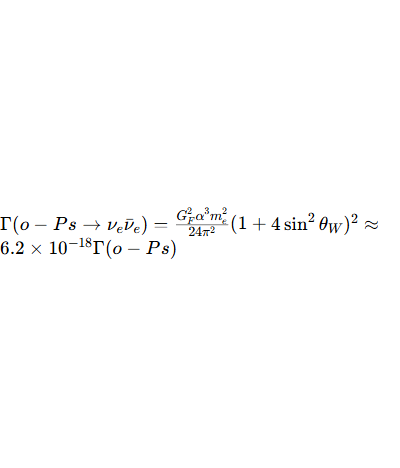 Γ(o − Ps → ν_e ν̄_e) = \frac{G_F^2 α^3 m_e^2}{24π^2} (1 + 4 sin^2 θ_W)^2 ≈
6.2 × 10^{−18} Γ(o − Ps)